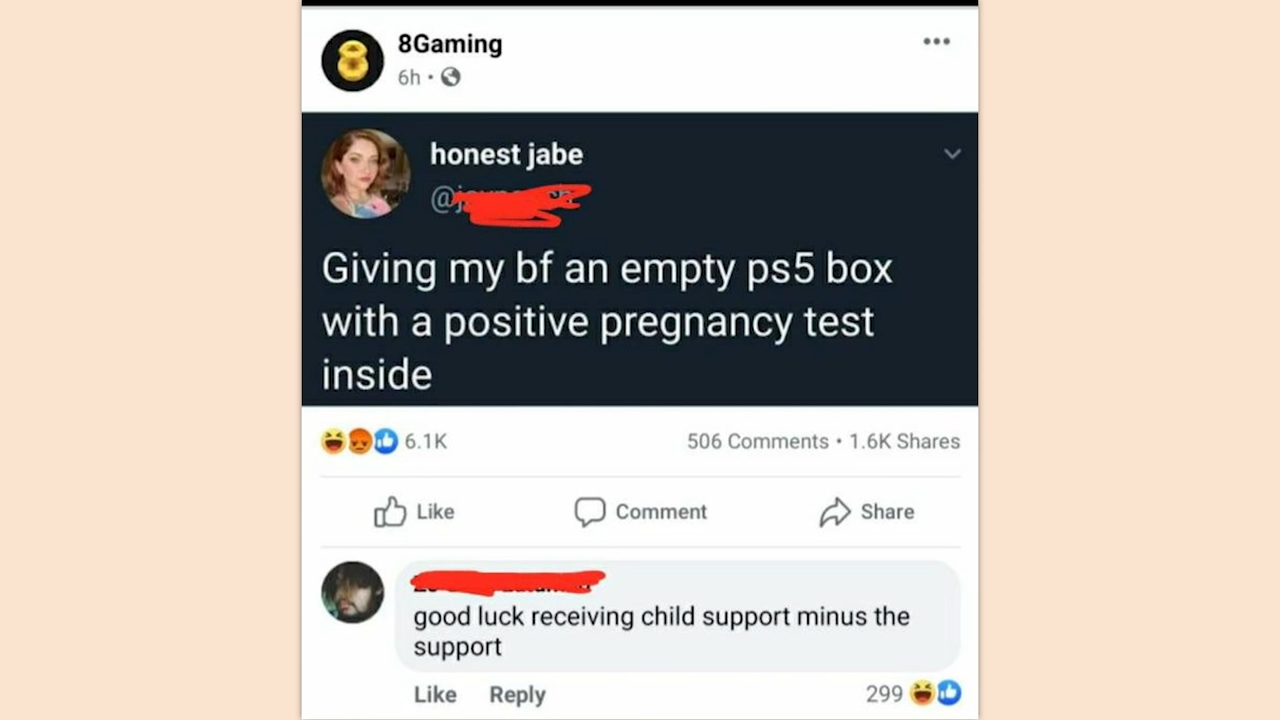 8Gaming
6h •
honest jabe
Giving my bf an empty ps5 box
with a positive pregnancy test
inside
6.1K
506 Comments • 1.6K Shares
Like
Comment
Share
good luck receiving child support minus the
support
Like Reply
299